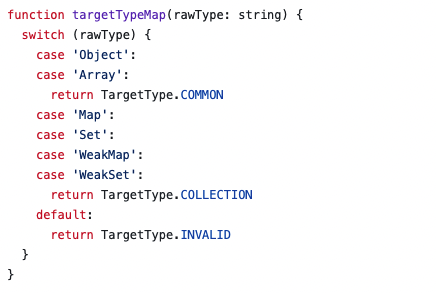 function targetTypeMap(rawType: string) {
  switch (rawType) {
    case 'Object':
    case 'Array':
      return TargetType.COMMON
    case 'Map':
    case 'Set':
    case 'WeakMap':
    case 'WeakSet':
      return TargetType.COLLECTION
    default:
      return TargetType.INVALID
  }
}